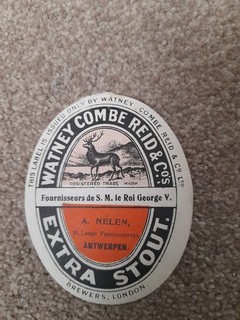 THIS LABEL IS ISSUED ONLY BY WATNEY, COMBE, REID & Co LTD
WATNEY COMBE REID & Co's
REGISTERED TRADE MARK
Fournisseurs de S. M. le Roi George V.
A. NÉLEN,
ANTWERPEN.
EXTRA STOUT.
BREWERS, LONDON